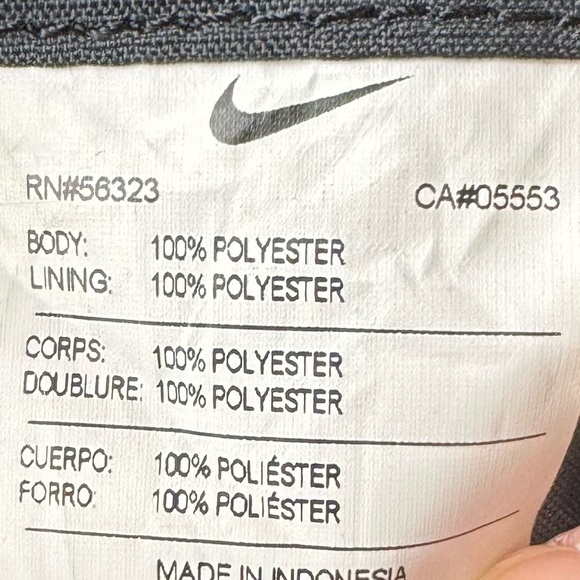 RN#56323 CA#05553
BODY: 100% POLYESTER
LINING: 100% POLYESTER
CORPS: 100% POLYESTER
DOUBLURE: 100% POLYESTER
CUERPO: 100% POLIÉSTER
FORRO: 100% POLIÉSTER
MADE IN INDONESIA